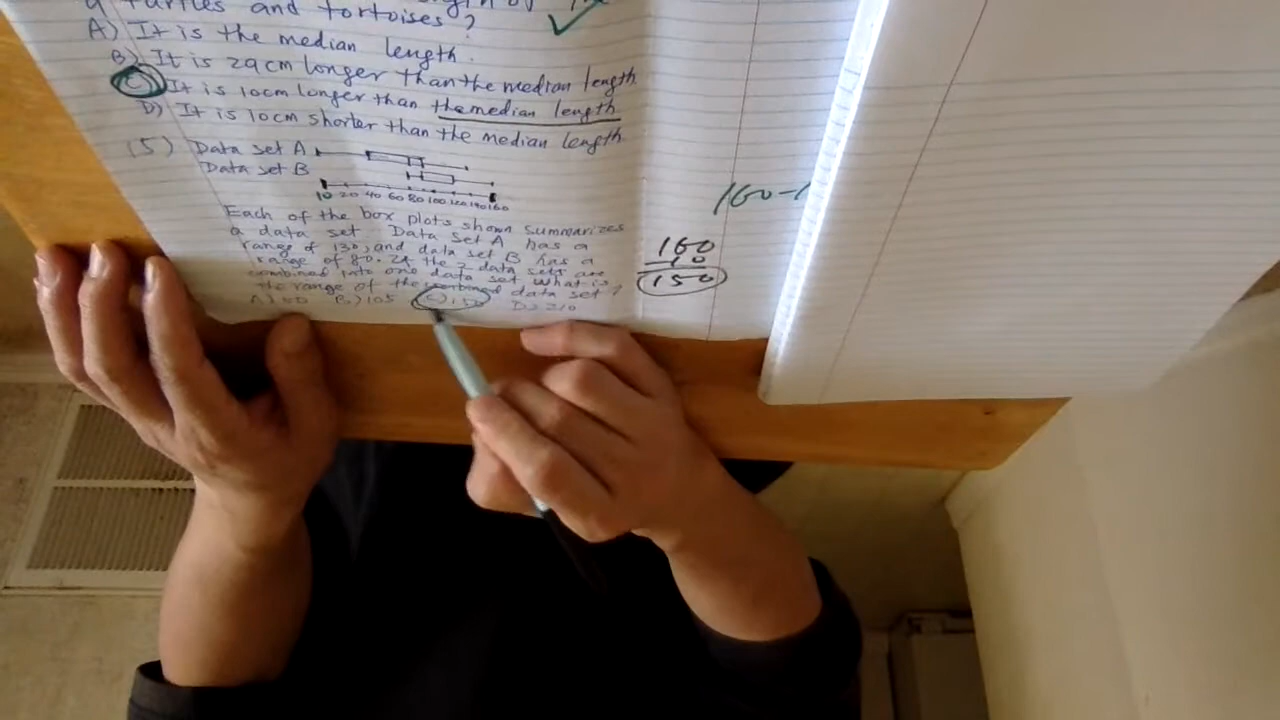 turtles and tortoises?
A) It is the median length.
B) It is 29cm longer than the median length
C) It is 10cm longer than the median length
D) It is 10cm shorter than the median length
15) Data set A
Data set B
10 20 40 60 80 100 120 140 160
Each of the box plots shown summarizes
a data set Data set A has a
range of 130, and data set B has a
range of 80. If the 2 data sets are
combined into one data set what is
the range of the combined data set?
A) B) 105 C) 150 D) 210
160-
160
-10
150